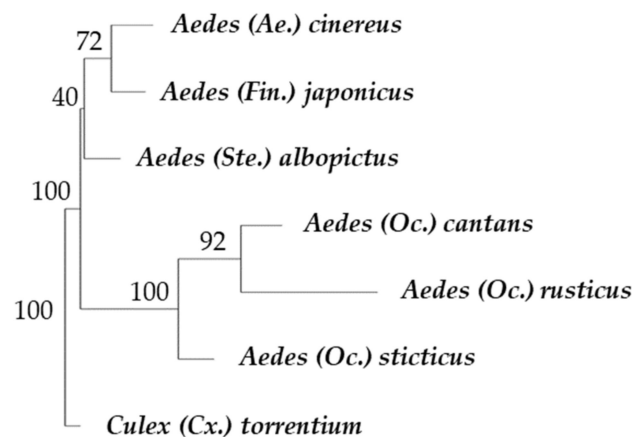 72
Aedes (Ae.) cinereus
Aedes (Fin.) japonicus
40
Aedes (Ste.) albopictus
100
Aedes (Oc.) cantans
92
Aedes (Oc.) rusticus
100
100
Aedes (Oc.) sticticus
Culex (Cx.) torrentium